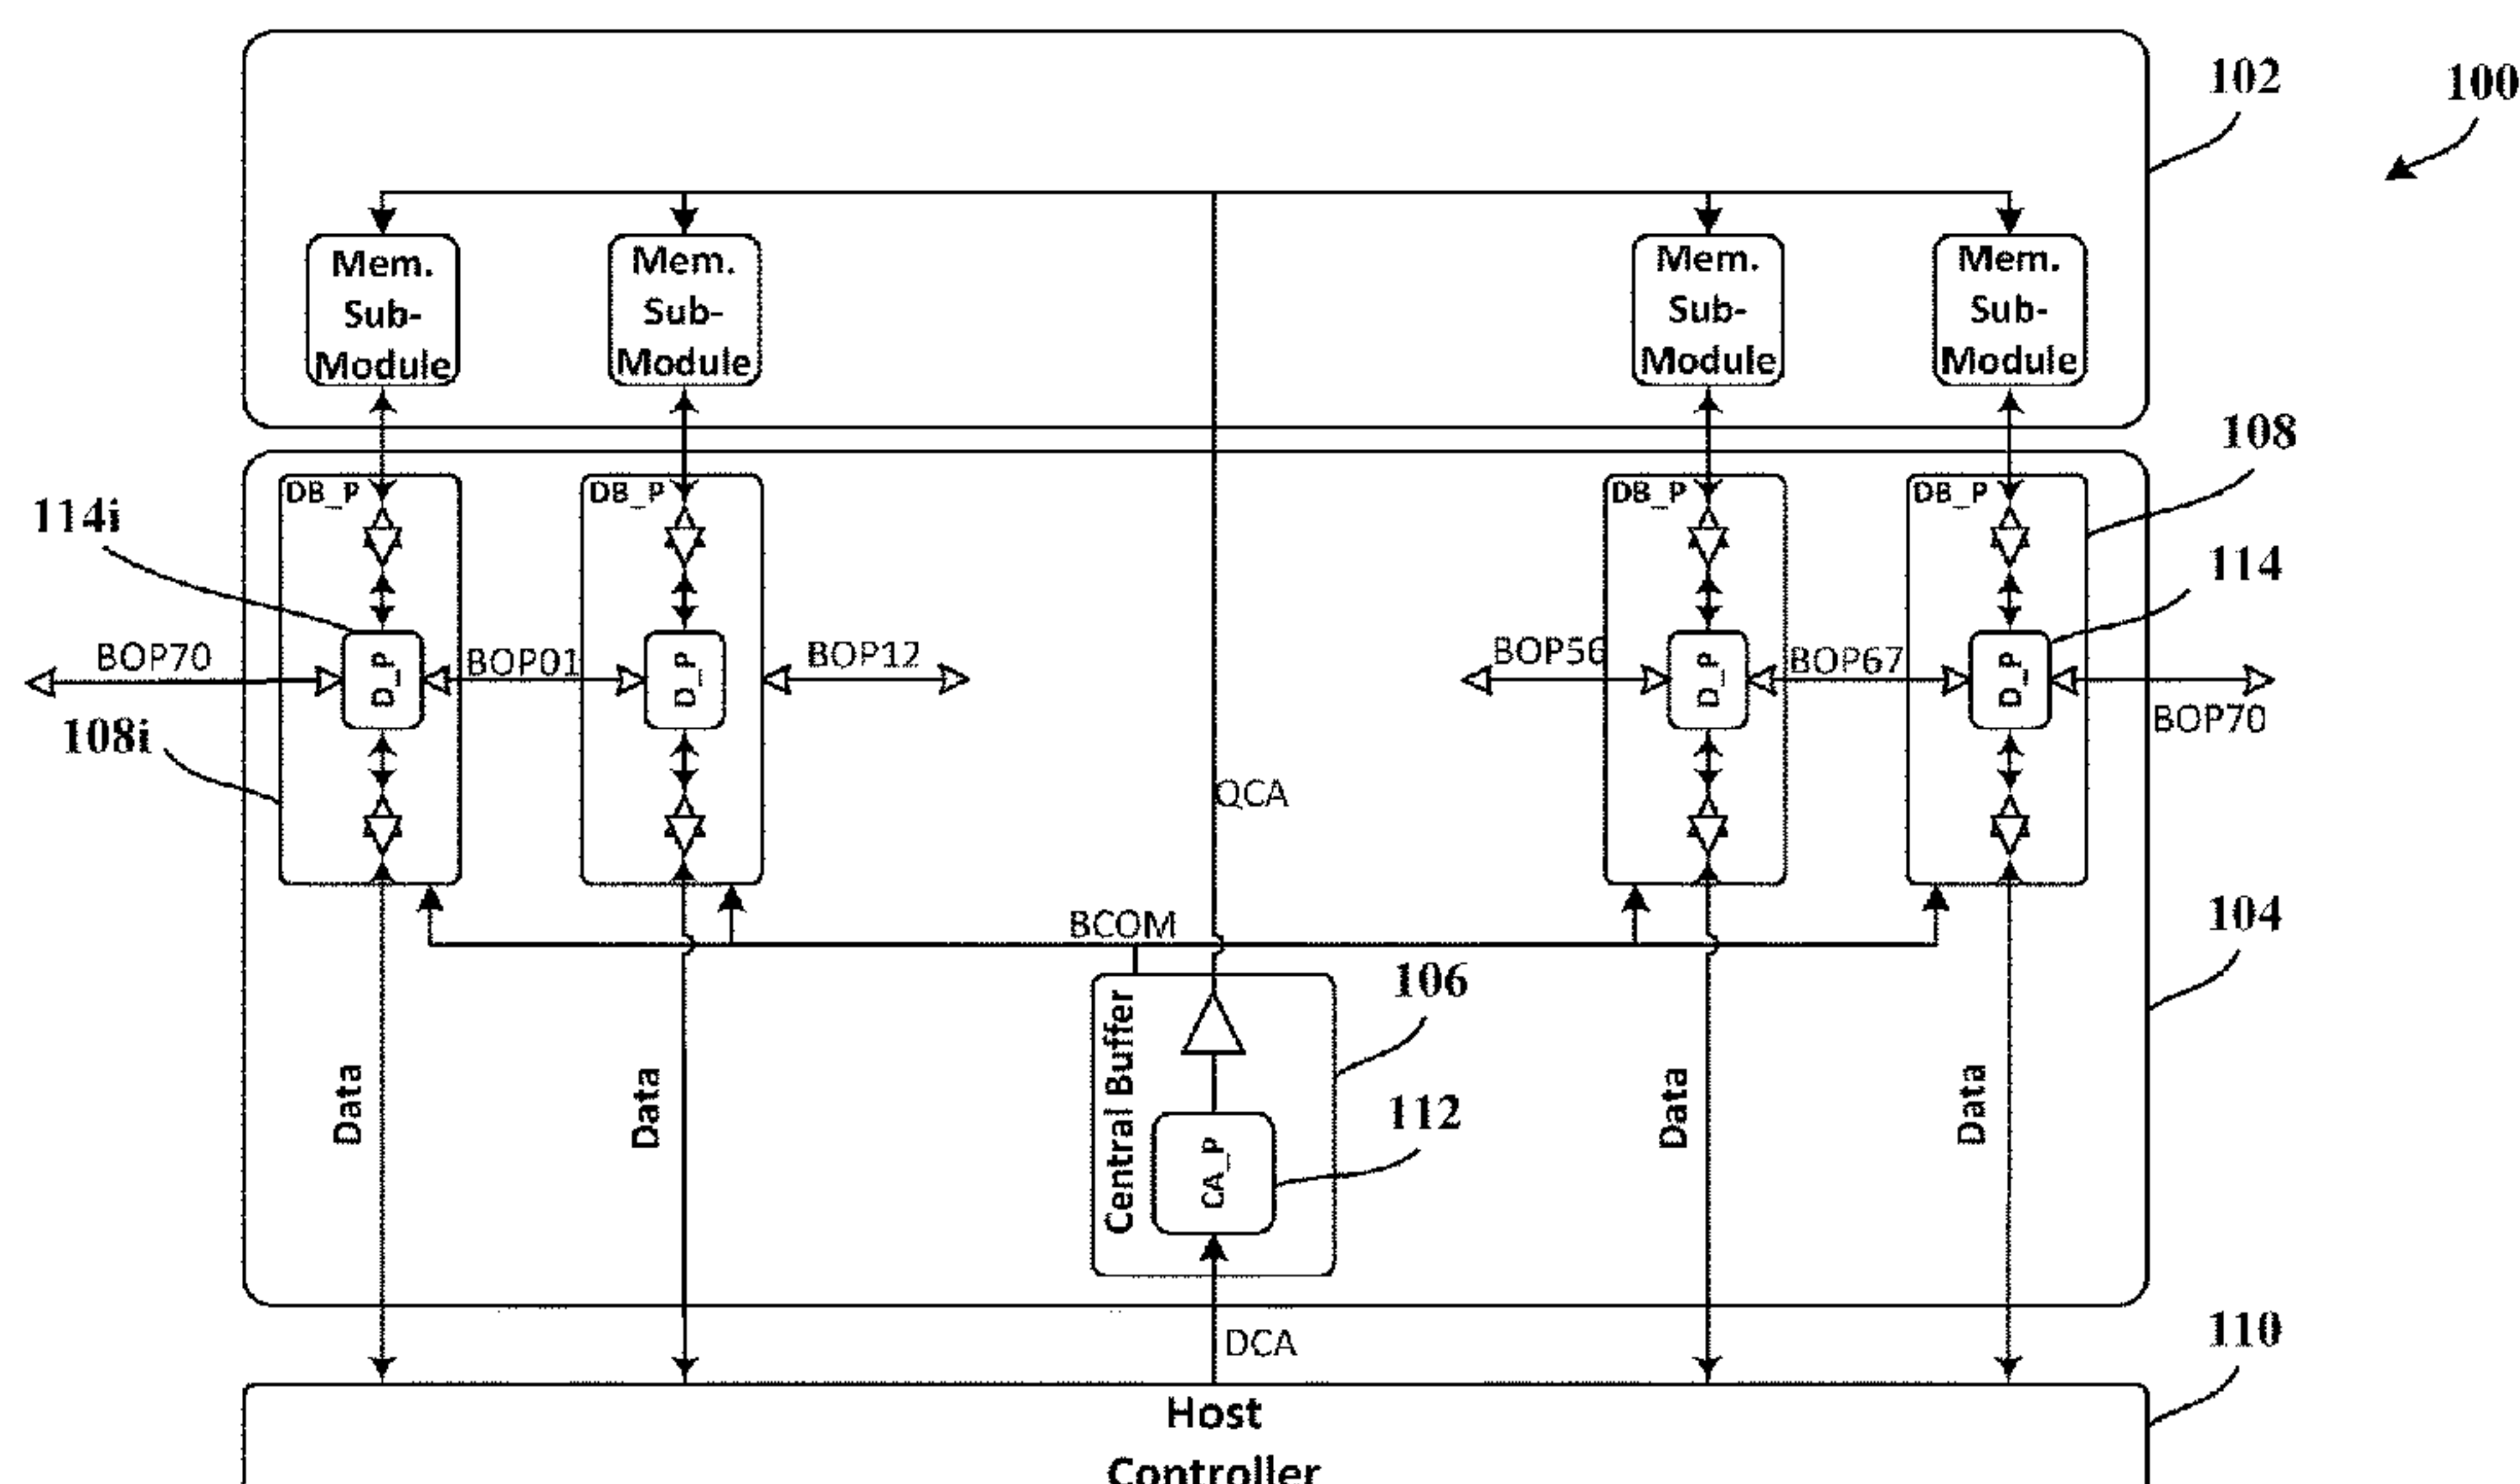 102
100
Mem.
Sub-
Module
Mem.
Sub-
Module
Mem.
Sub-
Module
Mem.
Sub-
Module
108
DB_P
DB_P
DB_P
DB_P
114i
114
BOP70
D_P
BOP01
D_P
BOP12
BOP56
D_P
BOP67
D_P
BOP70
108i
QCA
BCOM
104
106
Central Buffer
Data
Data
CA_P
112
Data
Data
DCA
110
Host
Controller